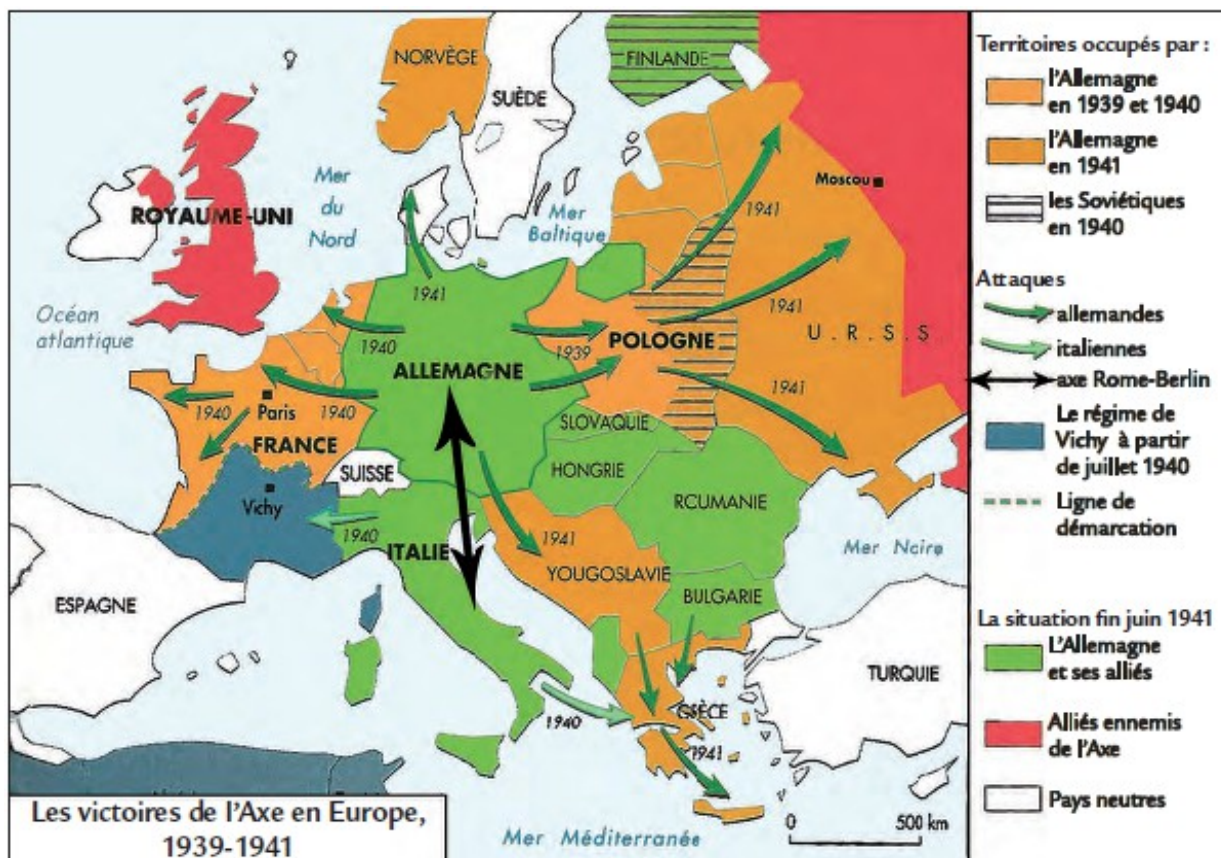 NORVÈGE
FINLANDE
SUÈDE
Mer
du
Nord
Mer
Baltique
Moscou
ROYAUME-UNI
Océan
atlantique
1941
1941
1940
1939
POLOGNE
1941
U.R.S.S.
ALLEMAGNE
1940
Paris
1940
FRANCE
1941
SLOVAQUIE
HONGRIE
SUISSE
Vichy
RCUMANIE
1940
ITALIE
1941
YOUGOSLAVIE
Mer Ncire
BULGARIE
ESPAGNE
TURQUIE
1940
GSÈCE
1941
Mer Méditerranée
0 500 km
Les victoires de l'Axe en Europe,
1939-1941
Territoires occupés par :
l'Allemagne
en 1939 et 1940
l'Allemagne
en 1941
les Soviétiques
en 1940
Attaques
allemandes
italiennes
axe Rome-Berlin
Le régime de
Vichy à partir
de juillet 1940
Ligne de
démarcation
La situation fin juin 1941
L'Allemagne
et ses alliés
Alliés ennemis
de l'Axe
Pays neutres